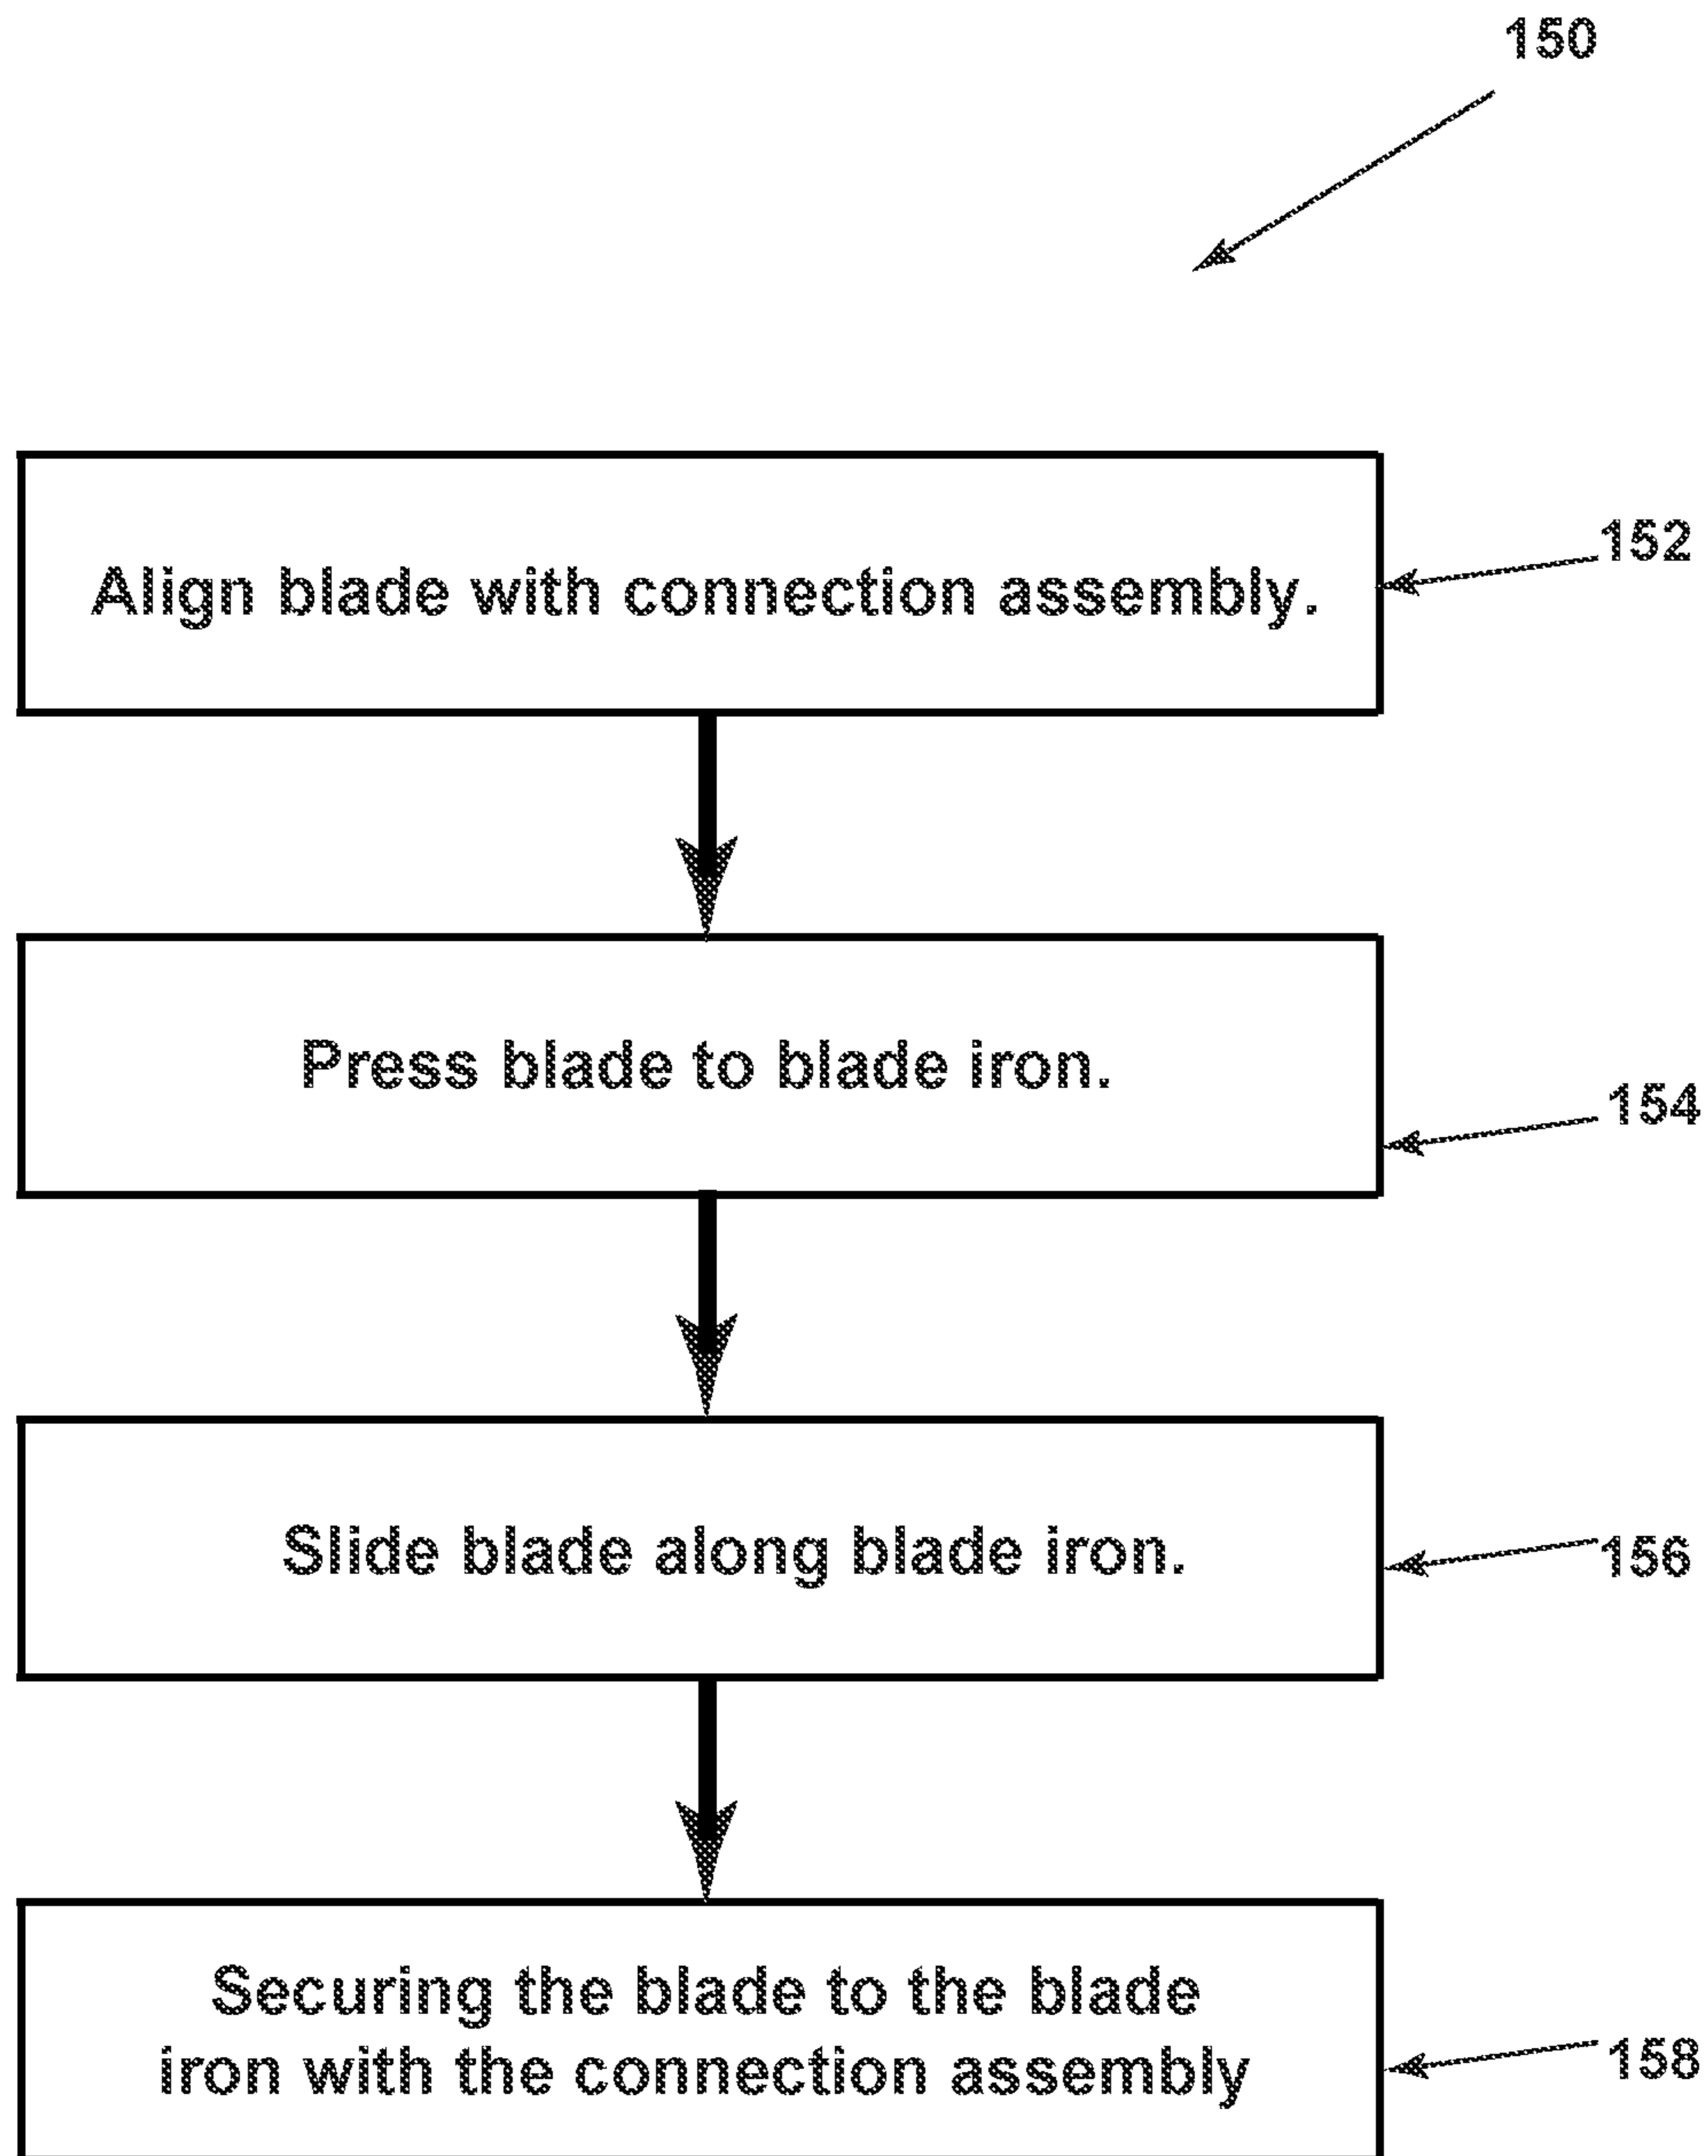 150
152
Align blade with connection assembly.
Press blade to blade iron.
154
Slide blade along blade iron.
156
Securing the blade to the blade
iron with the connection assembly
158